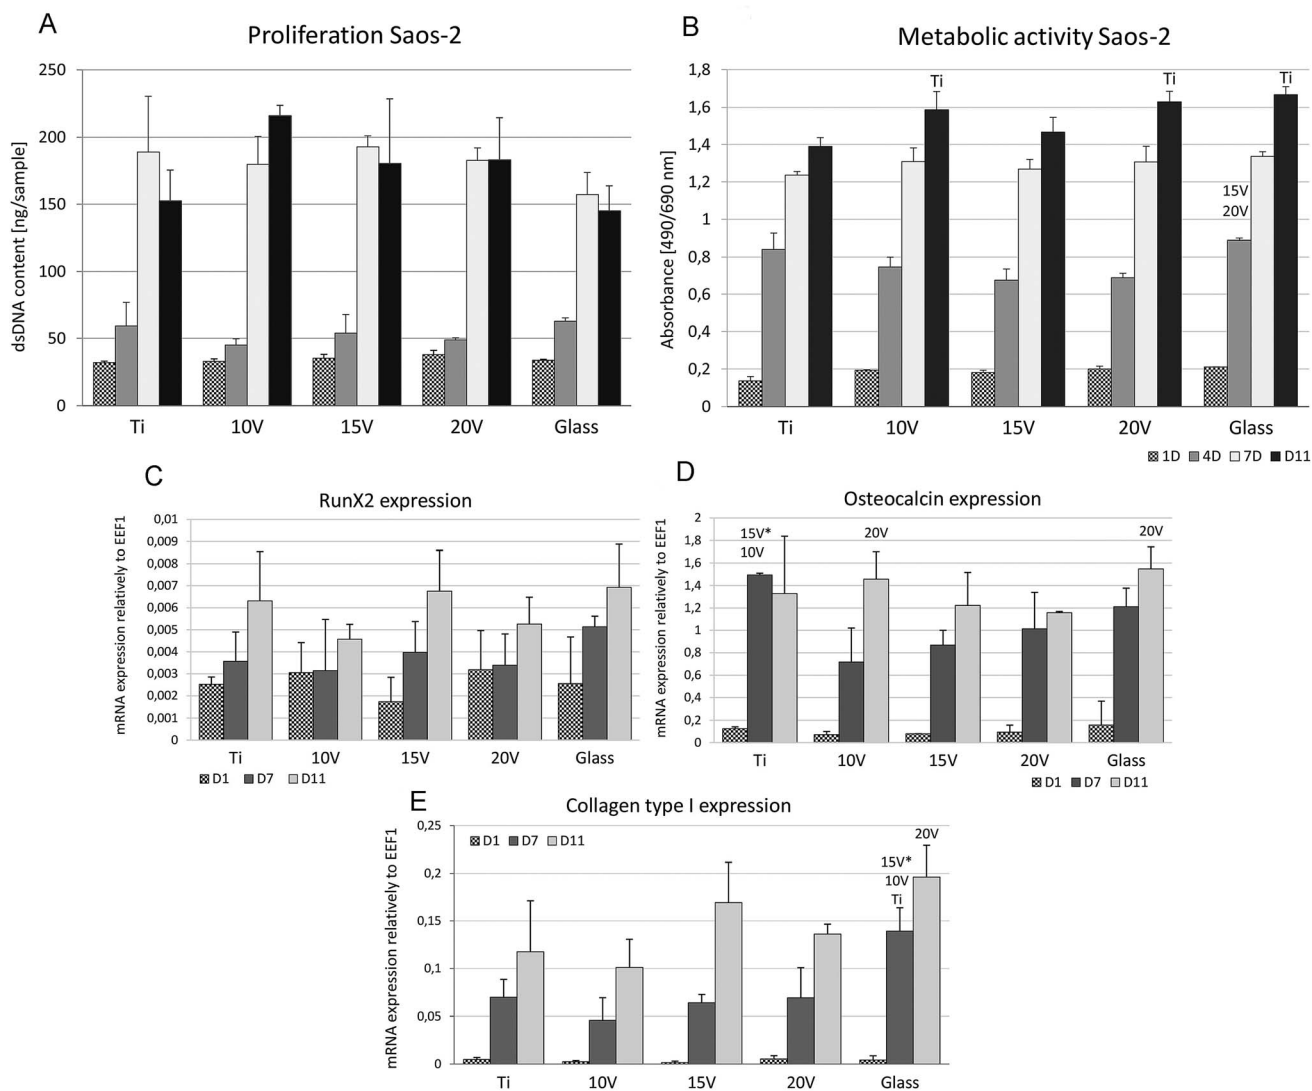 A
Proliferation Saos-2
dsDNA content [ng/sample]
250
200
150
100
50
0
Ti 10V 15V 20V Glass
B
Metabolic activity Saos-2
Absorbance [490/690 nm]
1,8
1,6
1,4
1,2
1
0,8
0,6
0,4
0,2
0
Ti
Ti
Ti
15V
20V
Ti 10V 15V 20V Glass
1D 4D 7D D11
C
RunX2 expression
mRNA expression relatively to EEF1
0,01
0,009
0,008
0,007
0,006
0,005
0,004
0,003
0,002
0,001
0
Ti 10V 15V 20V Glass
D1 D7 D11
D
Osteocalcin expression
mRNA expression relatively to EEF1
2
1,8
1,6
1,4
1,2
1
0,8
0,6
0,4
0,2
0
15V*
10V
20V
20V
Ti 10V 15V 20V Glass
D1 D7 D11
E
Collagen type I expression
mRNA expression relatively to EEF1
0,25
0,2
0,15
0,1
0,05
0
D1 D7 D11
20V
15V*
10V
Ti
Ti 10V 15V 20V Glass